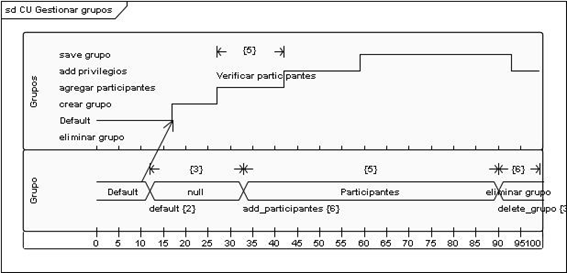 sd CU Gestionar grupos
Grupos
save grupo
add privilegios
agregar participantes
crear grupo
Default
eliminar grupo
{5}
Verificar participantes
Grupo
{3}
{5}
{6}
Default
null
Participantes
eliminar grupo
default {2}
add_participantes {6}
delete_grupo {3
0 5 10 15 20 25 30 35 40 45 50 55 60 65 70 75 80 85 90 95 100